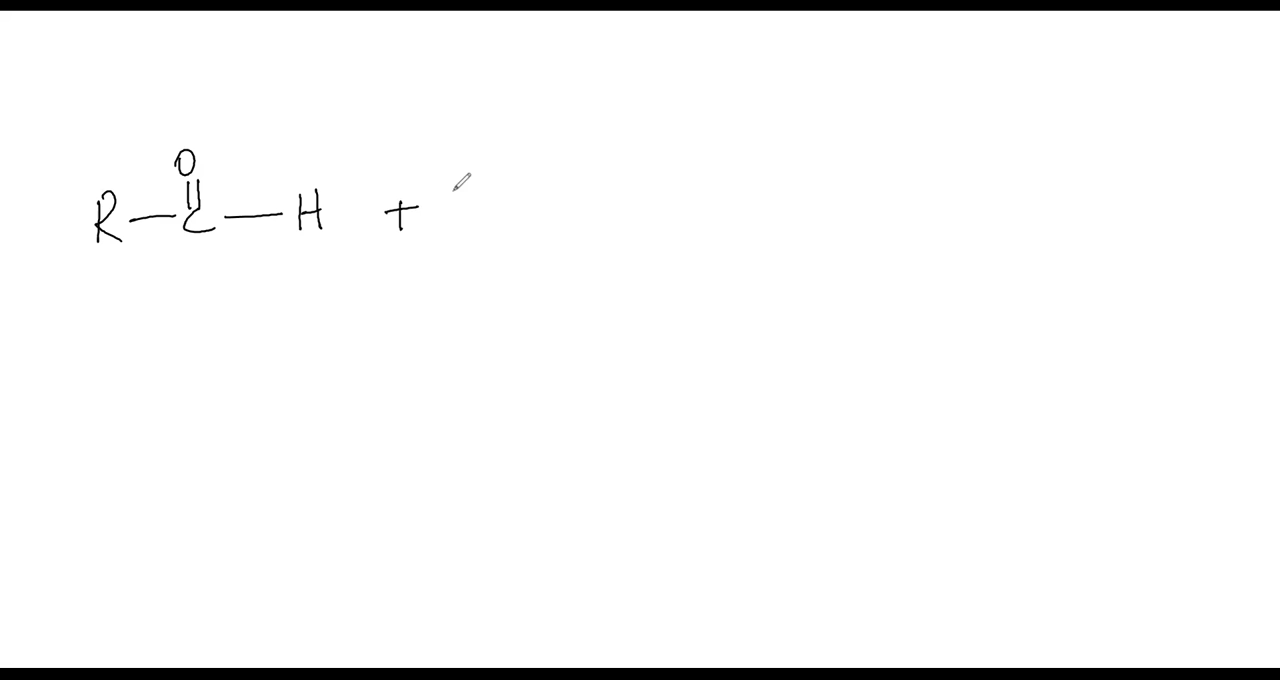 O
R—C—H +